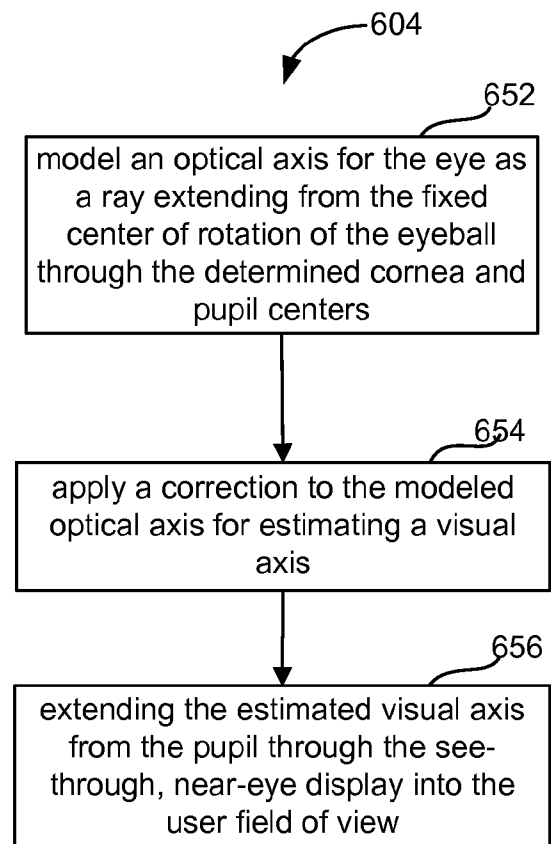 604
652
model an optical axis for the eye as
a ray extending from the fixed
center of rotation of the eyeball
through the determined cornea and
pupil centers
654
apply a correction to the modeled
optical axis for estimating a visual
axis
656
extending the estimated visual axis
from the pupil through the see-
through, near-eye display into the
user field of view